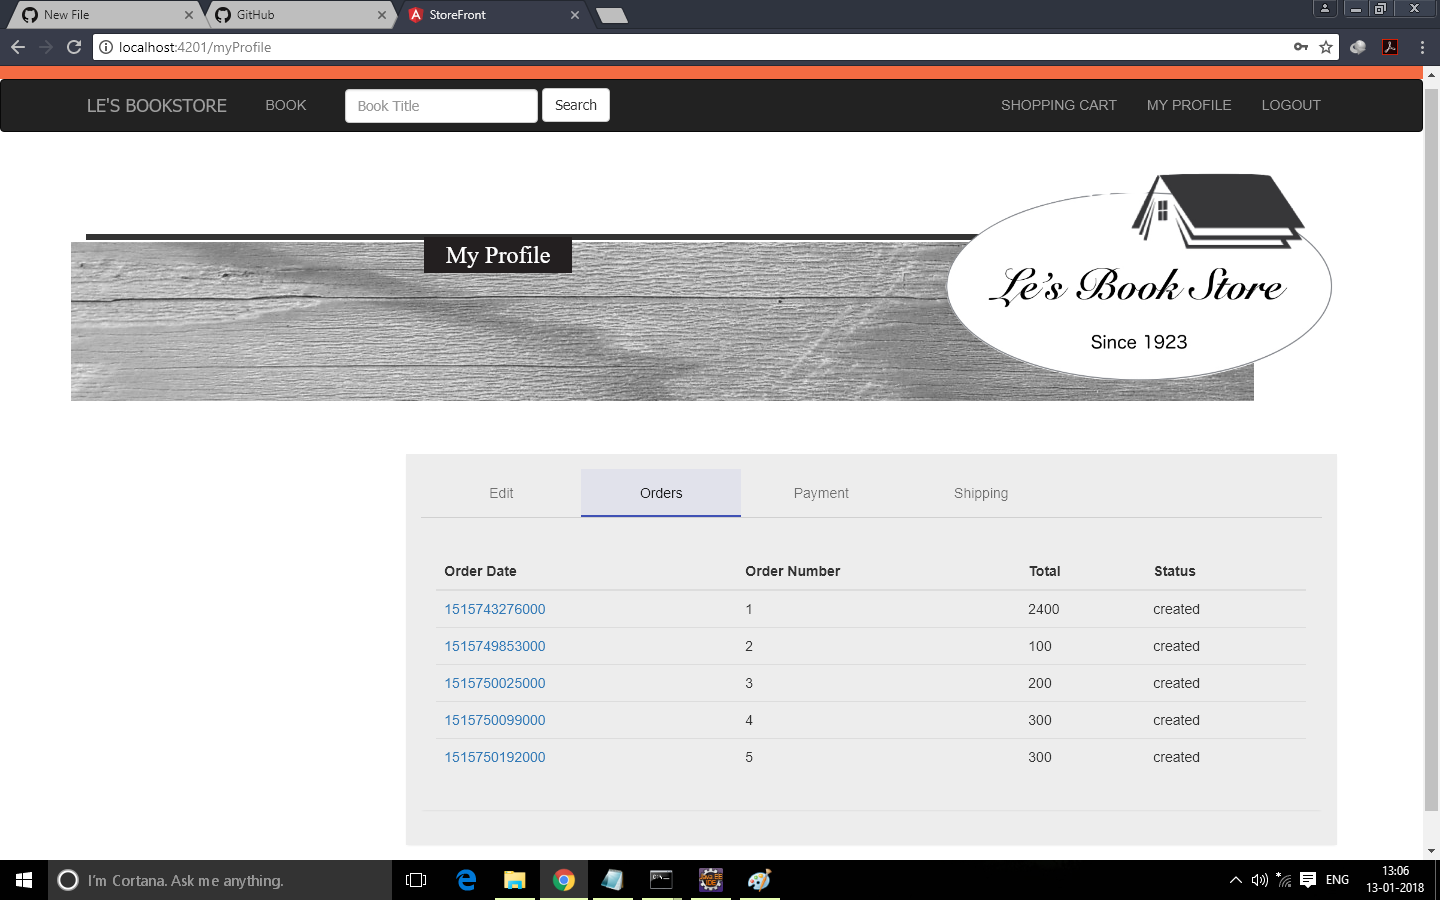 New File
GitHub
StoreFront
localhost:4201/myProfile
LE'S BOOKSTORE BOOK Book Title Search SHOPPING CART MY PROFILE LOGOUT
My Profile
Le's Book Store
Since 1923
Edit Orders Payment Shipping
Order Date Order Number Total Status
1515743276000 1 2400 created
1515749853000 2 100 created
1515750025000 3 200 created
1515750099000 4 300 created
1515750192000 5 300 created
I'm Cortana. Ask me anything.
ENG
13:06
13-01-2018